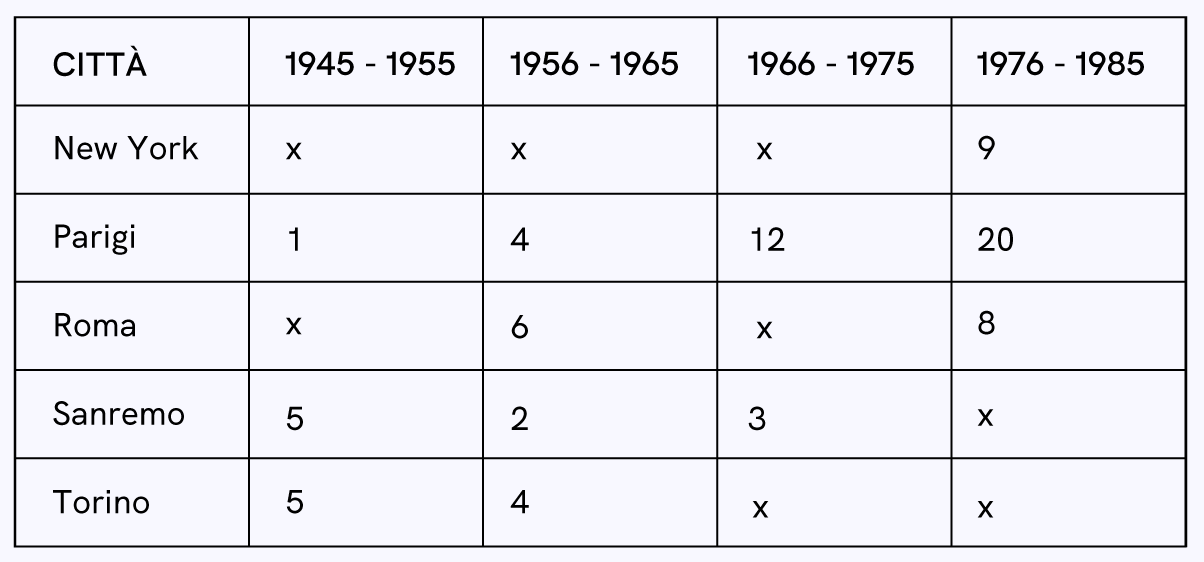 CITTÀ 1945 - 1955 1956 - 1965 1966 - 1975 1976 - 1985
New York x x x 9
Parigi 1 4 12 20
Roma x 6 x 8
Sanremo 5 2 3 x
Torino 5 4 x x